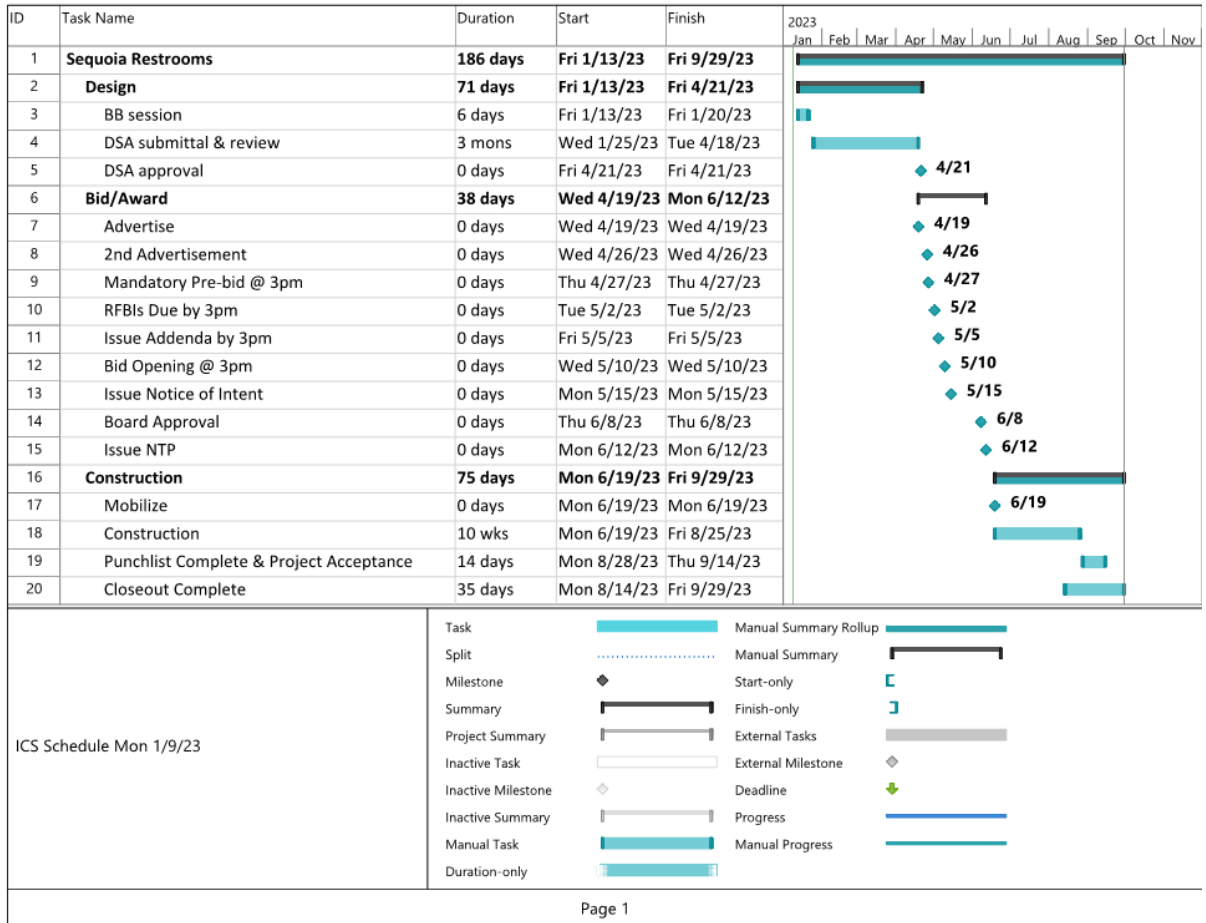 ID Task Name Duration Start Finish 2023
Jan Feb Mar Apr May Jun Jul Aug Sep Oct Nov
1 Sequoia Restrooms 186 days Fri 1/13/23 Fri 9/29/23
2 Design 71 days Fri 1/13/23 Fri 4/21/23
3 BB session 6 days Fri 1/13/23 Fri 1/20/23
4 DSA submittal & review 3 mons Wed 1/25/23 Tue 4/18/23
5 DSA approval 0 days Fri 4/21/23 Fri 4/21/23 4/21
6 Bid/Award 38 days Wed 4/19/23 Mon 6/12/23
7 Advertise 0 days Wed 4/19/23 Wed 4/19/23 4/19
8 2nd Advertisement 0 days Wed 4/26/23 Wed 4/26/23 4/26
9 Mandatory Pre-bid @ 3pm 0 days Thu 4/27/23 Thu 4/27/23 4/27
10 RFBIs Due by 3pm 0 days Tue 5/2/23 Tue 5/2/23 5/2
11 Issue Addenda by 3pm 0 days Fri 5/5/23 Fri 5/5/23 5/5
12 Bid Opening @ 3pm 0 days Wed 5/10/23 Wed 5/10/23 5/10
13 Issue Notice of Intent 0 days Mon 5/15/23 Mon 5/15/23 5/15
14 Board Approval 0 days Thu 6/8/23 Thu 6/8/23 6/8
15 Issue NTP 0 days Mon 6/12/23 Mon 6/12/23 6/12
16 Construction 75 days Mon 6/19/23 Fri 9/29/23
17 Mobilize 0 days Mon 6/19/23 Mon 6/19/23 6/19
18 Construction 10 wks Mon 6/19/23 Fri 8/25/23
19 Punchlist Complete & Project Acceptance 14 days Mon 8/28/23 Thu 9/14/23
20 Closeout Complete 35 days Mon 8/14/23 Fri 9/29/23
ICS Schedule Mon 1/9/23
Task
Split
Milestone
Summary
Project Summary
Inactive Task
Inactive Milestone
Inactive Summary
Manual Task
Duration-only
Manual Summary Rollup
Manual Summary
Start-only
Finish-only
External Tasks
External Milestone
Deadline
Progress
Manual Progress
Page 1